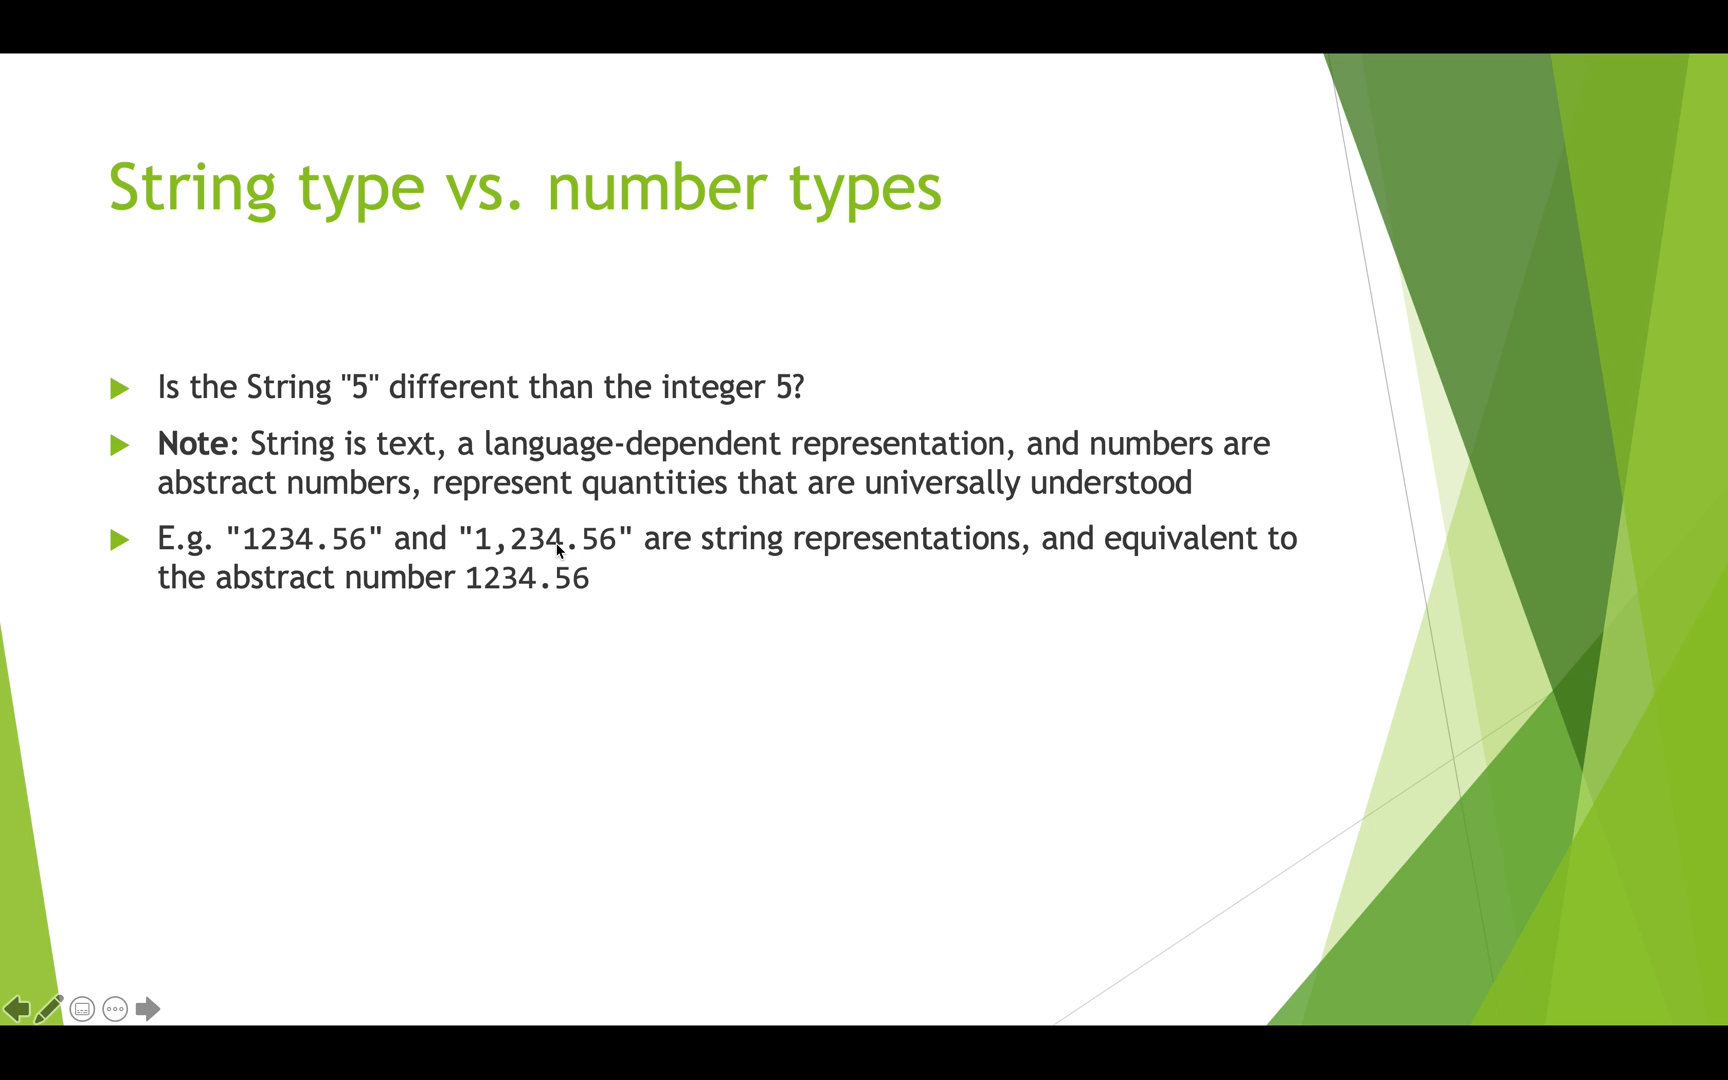 String type vs. number types
Is the String "5" different than the integer 5?
Note: String is text, a language-dependent representation, and numbers are
abstract numbers, represent quantities that are universally understood
E.g. "1234.56" and "1,234.56" are string representations, and equivalent to
the abstract number 1234.56